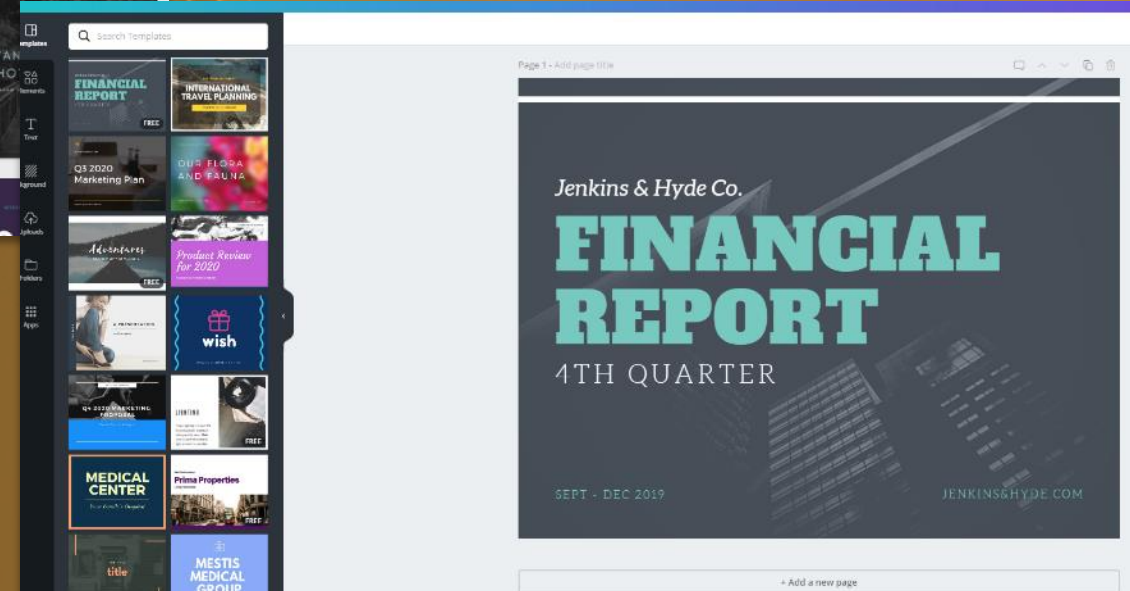 Templates
Elements
Text
Background
Uploads
Folders
Apps
Search Templates
FINANCIAL
REPORT
FREE
INTERNATIONAL
TRAVEL PLANNING
Q3 2020
Marketing Plan
OUR FLORA
AND FAUNA
Adventures
FREE
Product Review
for 2020
wish
Q4 2020 MARKETING
PROPOSAL
LIGHTING
FREE
MEDICAL
CENTER
Prima Properties
FREE
title
MESTIS
MEDICAL
GROUP
Page 1 - Add page title
Jenkins & Hyde Co.
FINANCIAL
REPORT
4TH QUARTER
SEPT - DEC 2019
JENKINS&HYDE.COM
+ Add a new page